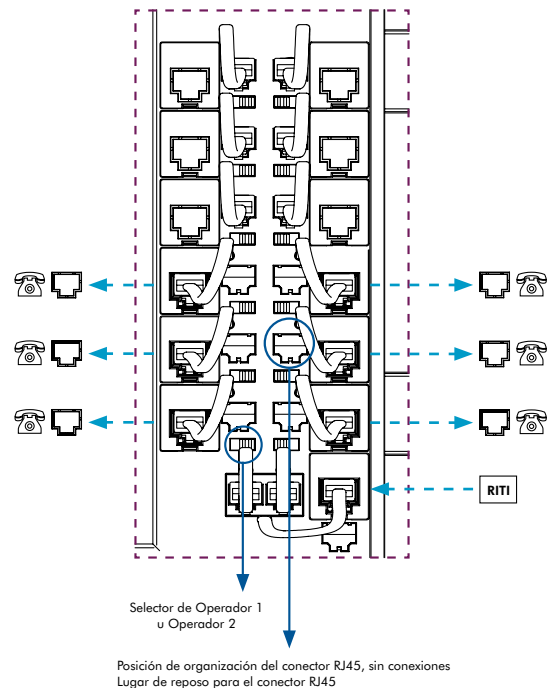 RITI
Selector de Operador 1
u Operador 2
Posición de organización del conector RJ45, sin conexiones
Lugar de reposo para el conector RJ45